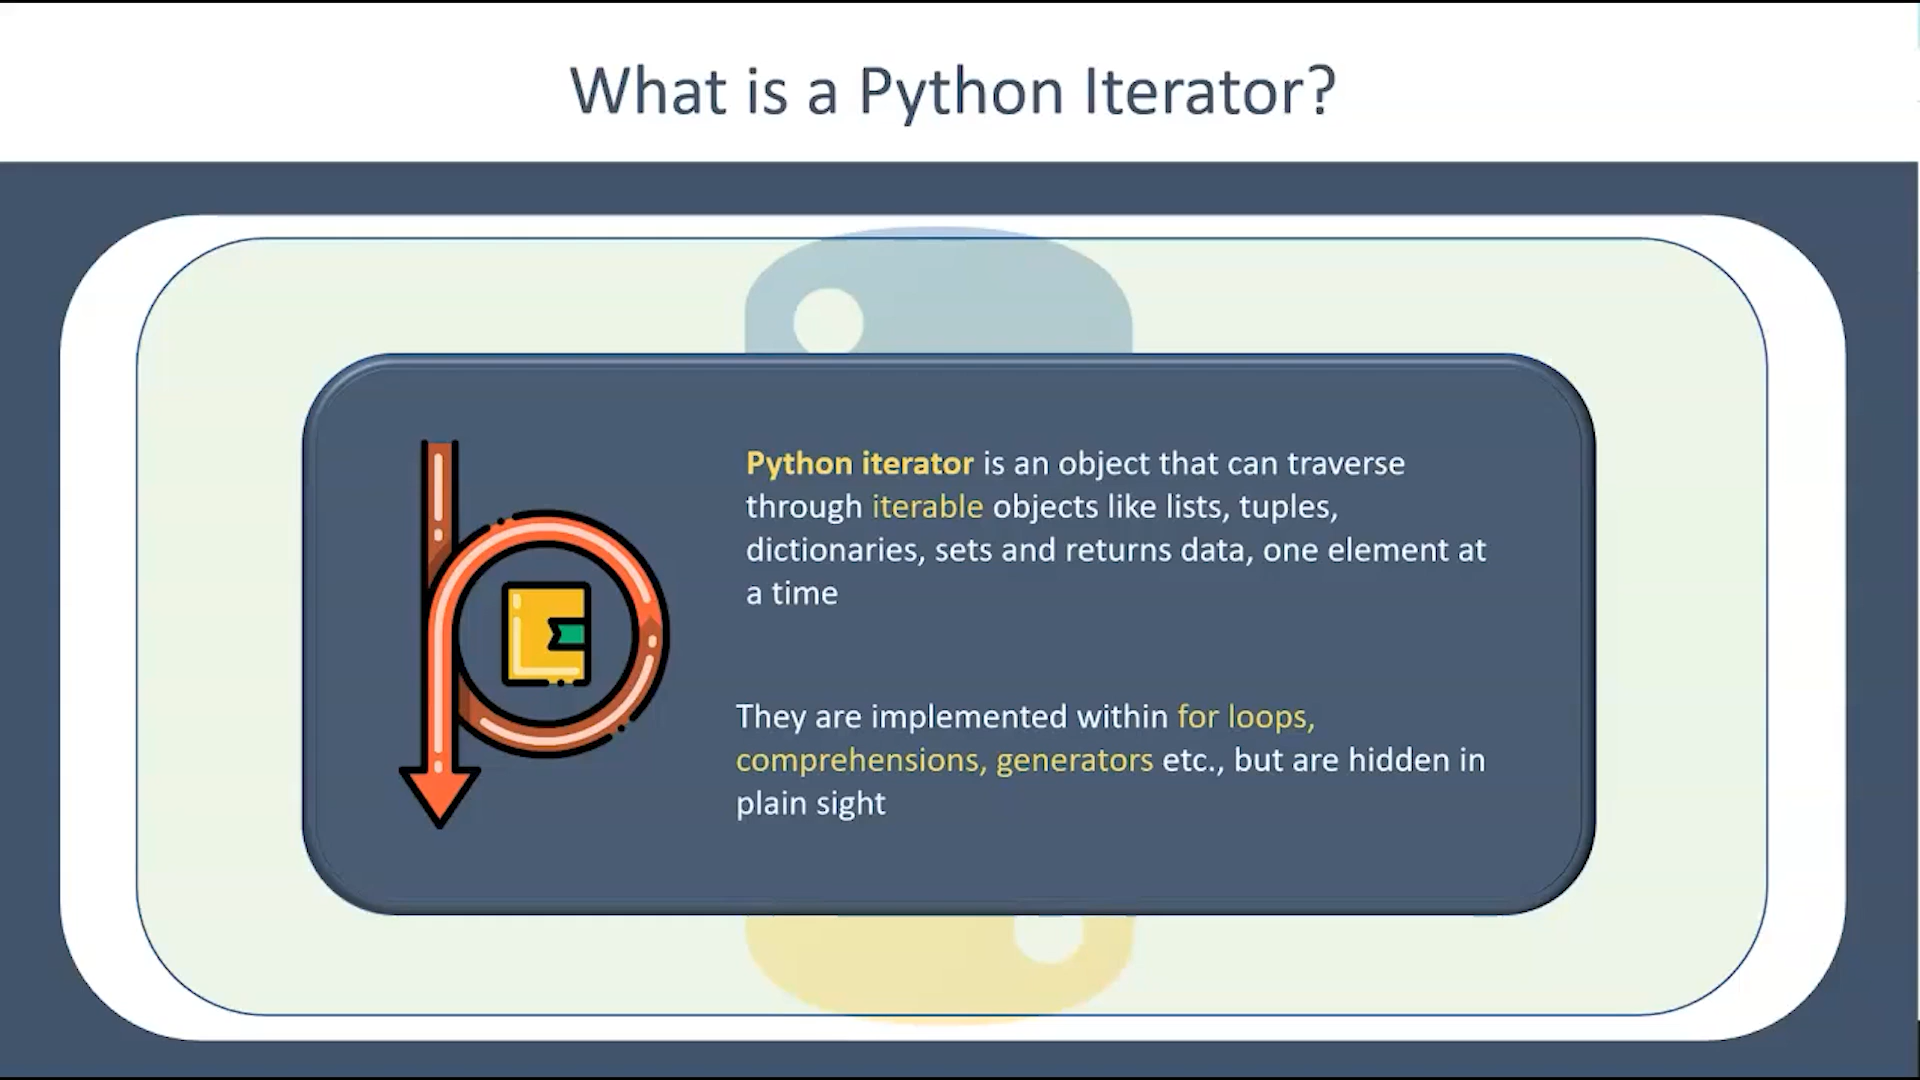 What is a Python Iterator?
Python iterator is an object that can traverse
through iterable objects like lists, tuples,
dictionaries, sets and returns data, one element at
a time
They are implemented within for loops,
comprehensions, generators etc., but are hidden in
plain sight